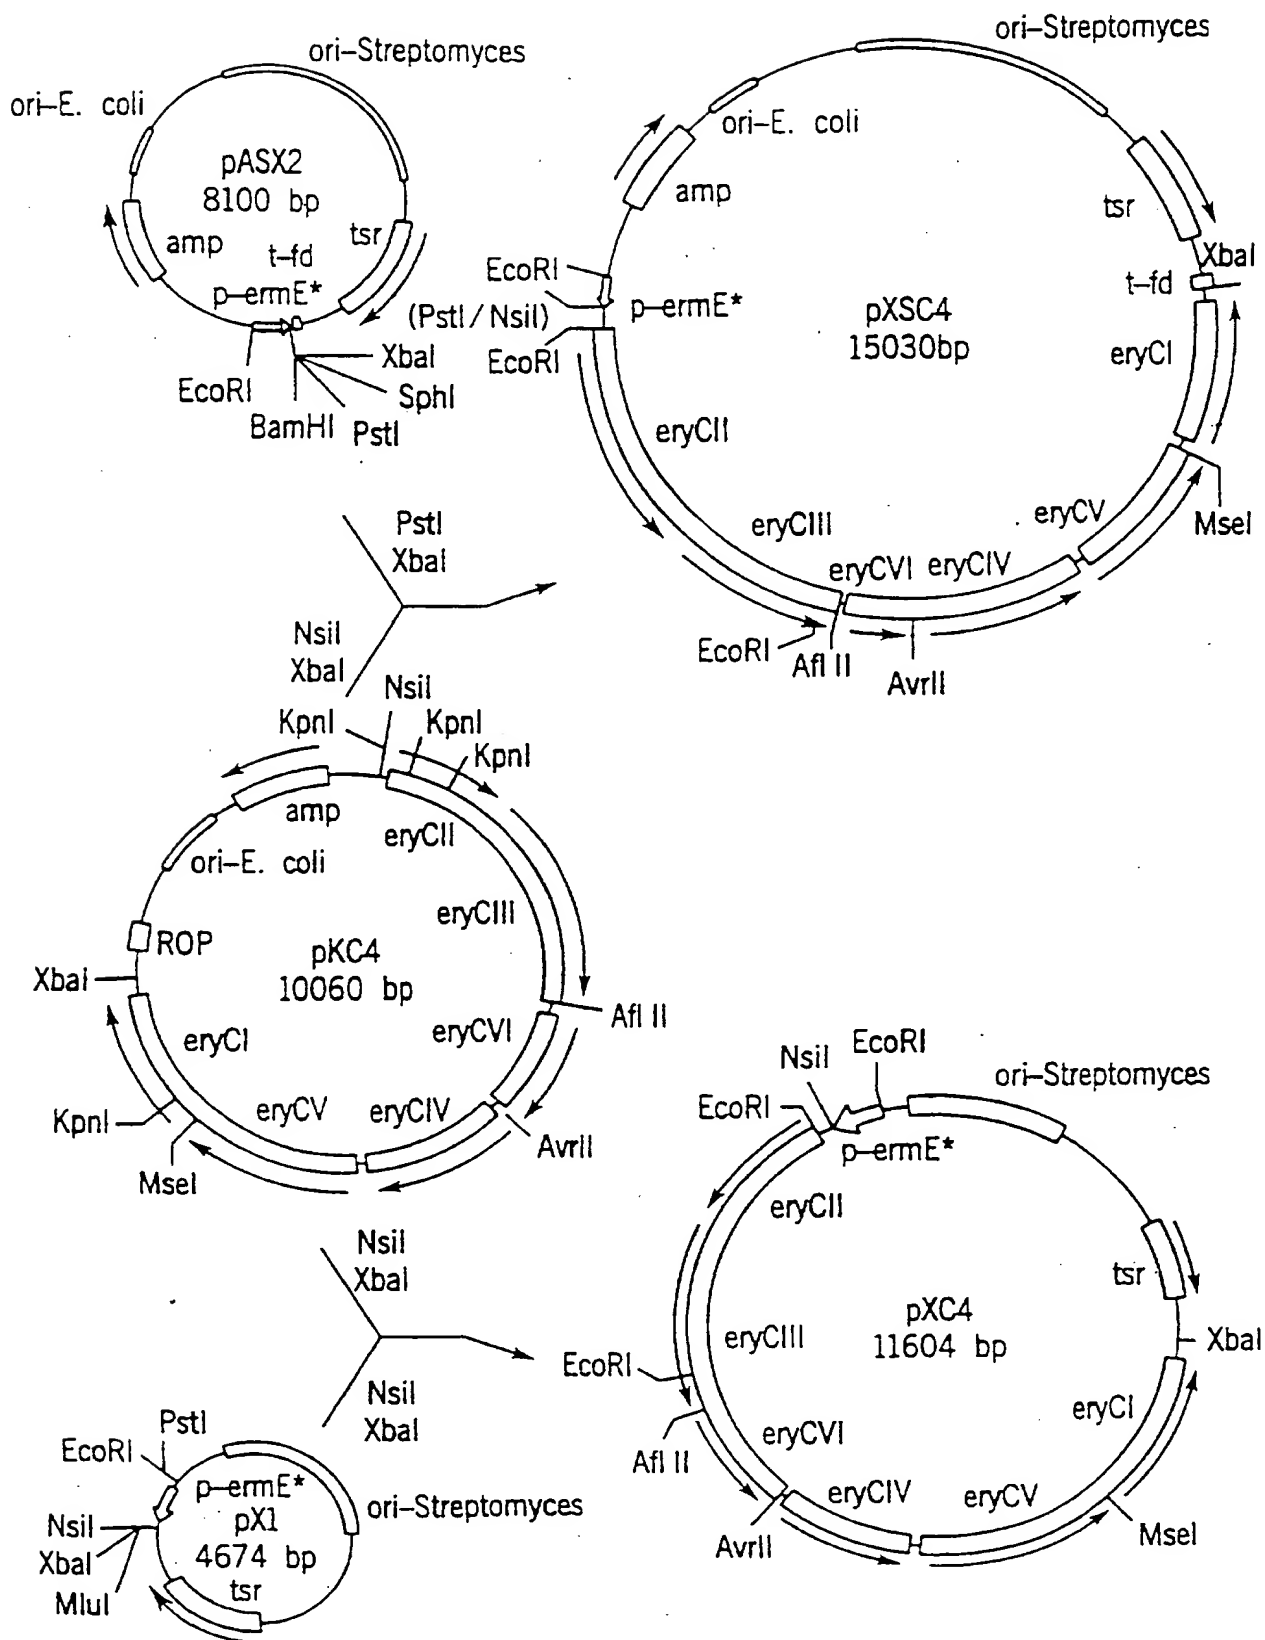 ori–Streptomyces
ori–E. coli
pASX2
8100 bp
amp
t–fd
tsr
p–ermE*
EcoRI
BamHI
PstI
SphI
XbaI
ori–Streptomyces
ori–E. coli
amp
tsr
XbaI
t–fd
EcoRI
p–ermE*
(PstI/NsiI)
EcoRI
pXSC4
15030bp
eryCI
eryCII
eryCIII
eryCVI
eryCIV
eryCV
MseI
EcoRI
Afl II
AvrII
PstI
XbaI
NsiI
XbaI
NsiI
KpnI
KpnI
KpnI
amp
eryCII
ori–E. coli
eryCIII
ROP
pKC4
10060 bp
XbaI
Afl II
eryCVI
eryCI
eryCV
eryCIV
KpnI
AvrII
MseI
NsiI
XbaI
NsiI
XbaI
NsiI
EcoRI
ori–Streptomyces
EcoRI
p–ermE*
eryCII
tsr
pXC4
11604 bp
XbaI
eryCIII
EcoRI
eryCI
eryCVI
Afl II
eryCIV
eryCV
AvrII
MseI
PstI
EcoRI
p–ermE*
ori–Streptomyces
pX1
4674 bp
NsiI
XbaI
MluI
tsr